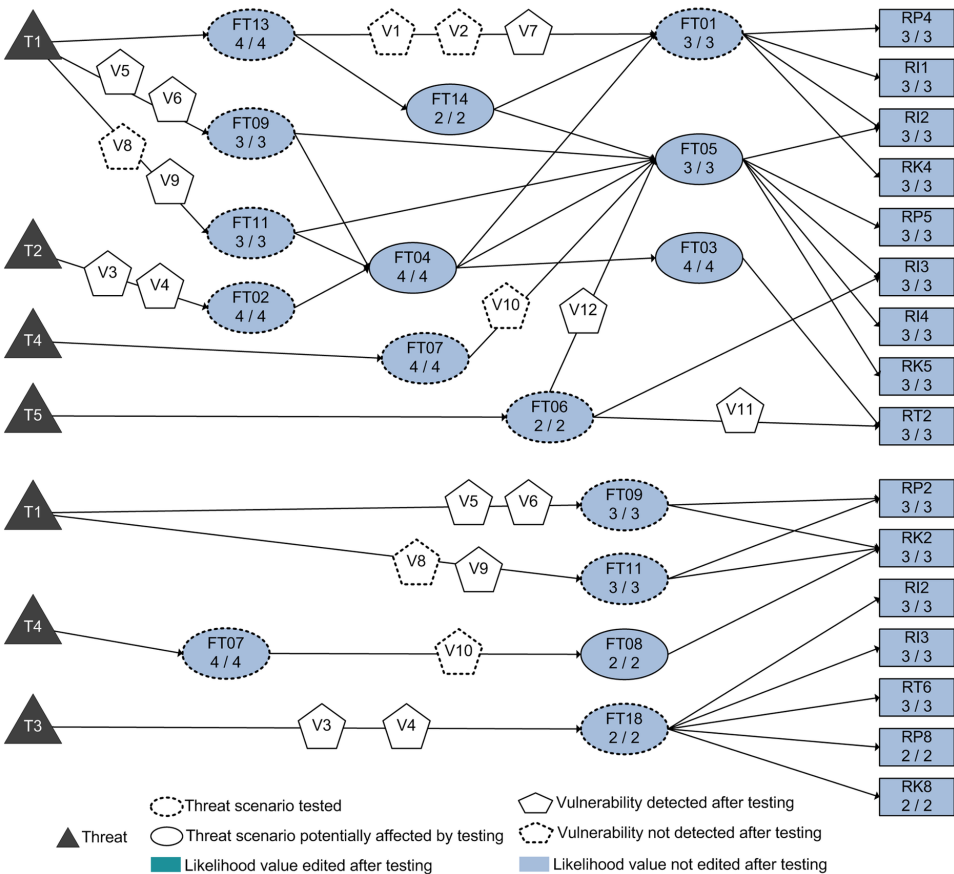 T1
FT13
4 / 4
V1
V2
V7
FT01
3 / 3
RP4
3 / 3
V5
V6
RI1
3 / 3
FT14
2 / 2
V8
FT09
3 / 3
RI2
3 / 3
FT05
3 / 3
RK4
3 / 3
V9
T2
FT11
3 / 3
RP5
3 / 3
V3
V4
FT04
4 / 4
FT03
4 / 4
RI3
3 / 3
FT02
4 / 4
V10
V12
RI4
3 / 3
T4
FT07
4 / 4
RK5
3 / 3
T5
FT06
2 / 2
V11
RT2
3 / 3
T1
V5
V6
FT09
3 / 3
RP2
3 / 3
V8
V9
FT11
3 / 3
RK2
3 / 3
RI2
3 / 3
T4
FT07
4 / 4
V10
FT08
2 / 2
RI3
3 / 3
RT6
3 / 3
T3
V3
V4
FT18
2 / 2
RP8
2 / 2
RK8
2 / 2
Threat scenario tested
Vulnerability detected after testing
Threat
Threat scenario potentially affected by testing
Vulnerability not detected after testing
Likelihood value edited after testing
Likelihood value not edited after testing